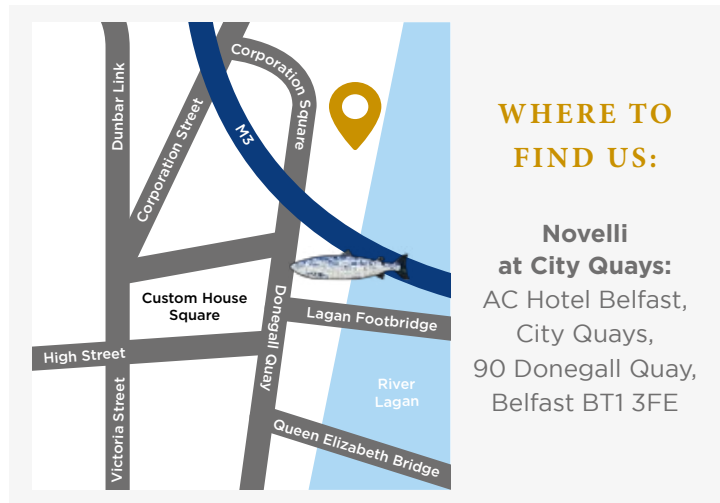 Corporation Square
Dunbar Link
Corporation Street
M3
Custom House
Square
Donegall Quay
Lagan Footbridge
High Street
Victoria Street
River
Lagan
Queen Elizabeth Bridge
WHERE TO
FIND US:
Novelli
at City Quays:
AC Hotel Belfast,
City Quays,
90 Donegall Quay,
Belfast BT1 3FE